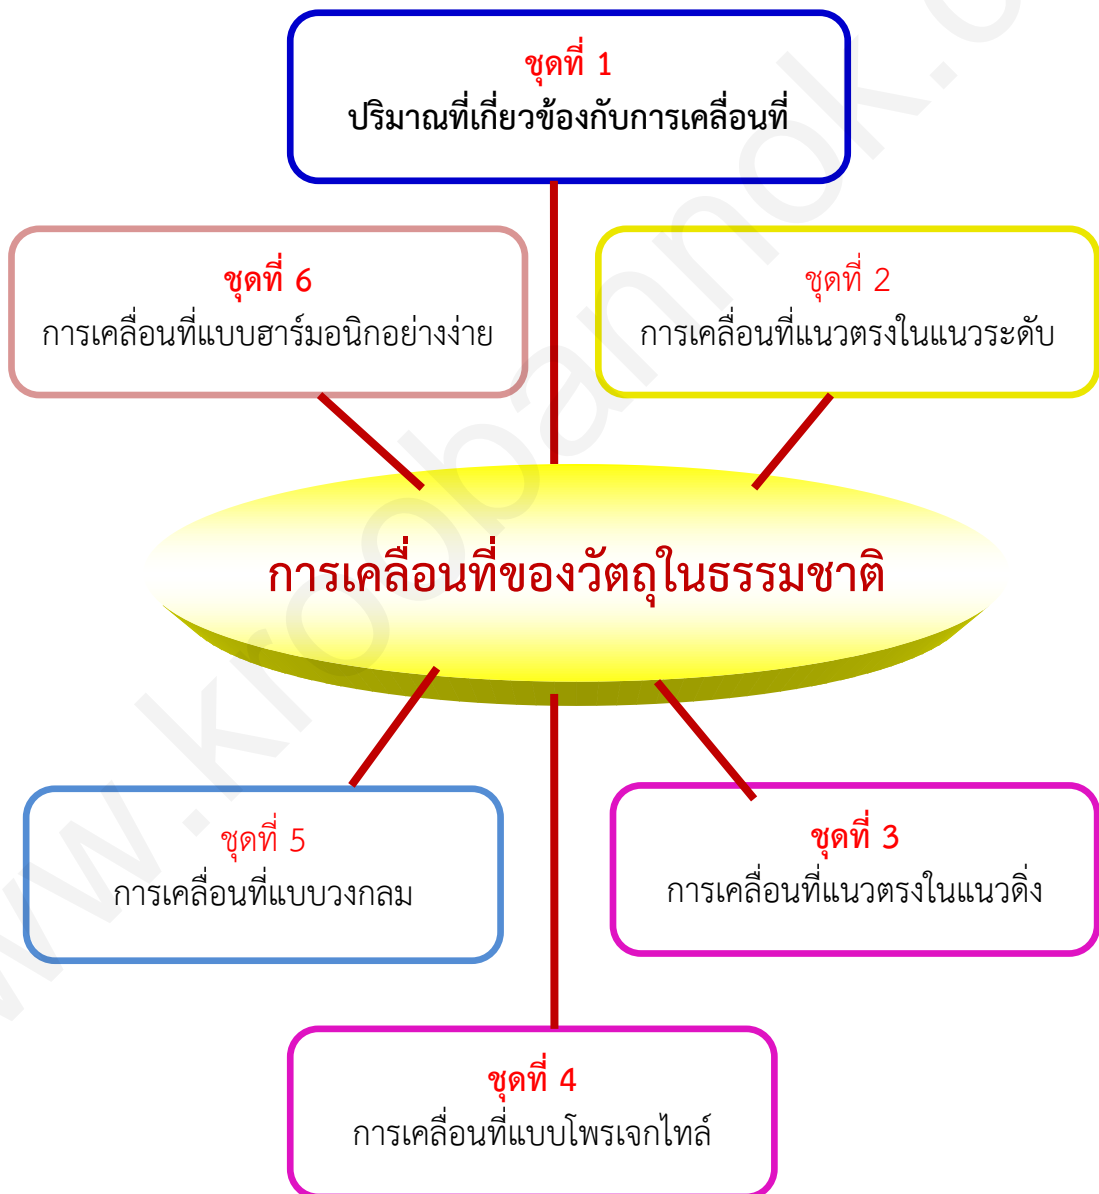 ชุดที่ 1
ปริมาณที่เกี่ยวข้องกับการเคลื่อนที่
ชุดที่ 6
การเคลื่อนที่แบบฮาร์มอนิกอย่างง่าย
ชุดที่ 2
การเคลื่อนที่แนวตรงในแนวระดับ
การเคลื่อนที่ของวัตถุในธรรมชาติ
ชุดที่ 5
การเคลื่อนที่แบบวงกลม
ชุดที่ 3
การเคลื่อนที่แนวตรงในแนวดิ่ง
ชุดที่ 4
การเคลื่อนที่แบบโพรเจกไทล์
www.kroobannok.c